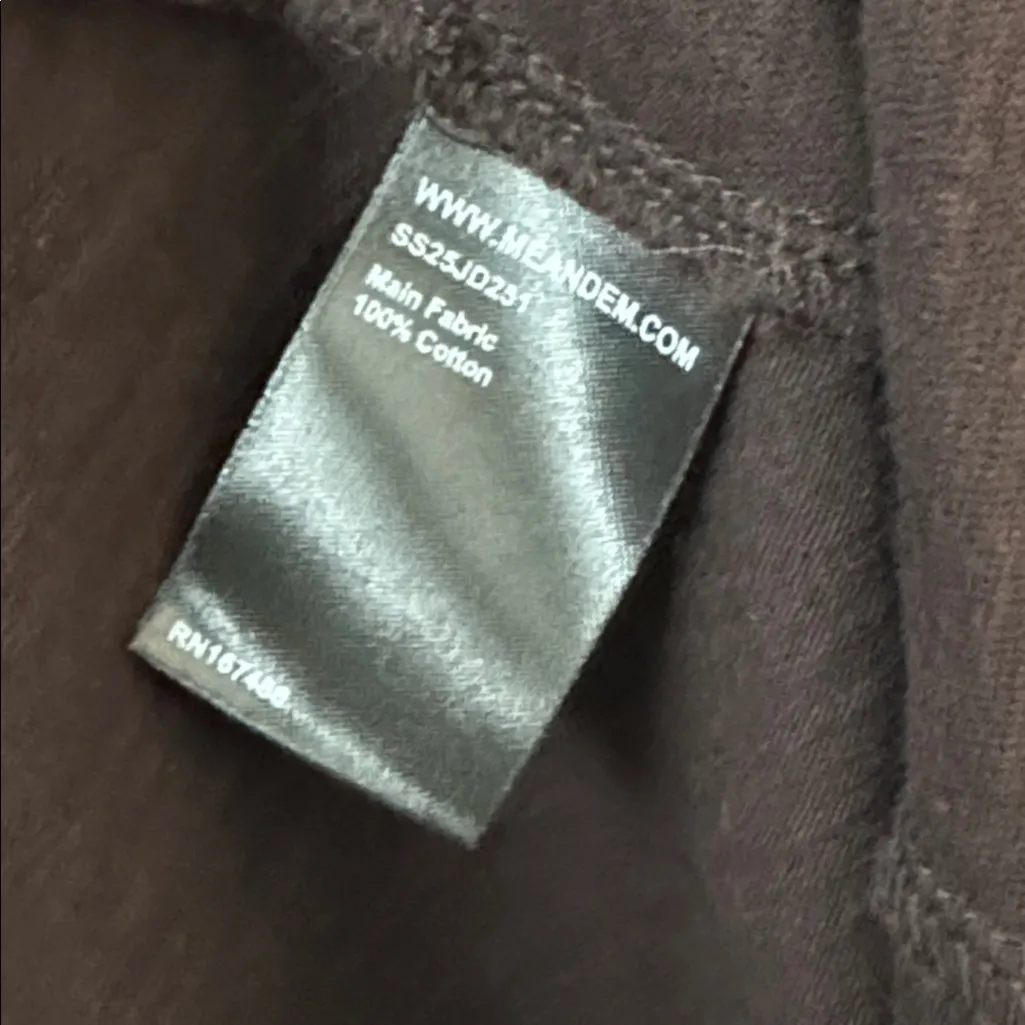 WWW.MEANDEM.COM
SS25JD251
Main Fabric
100% Cotton